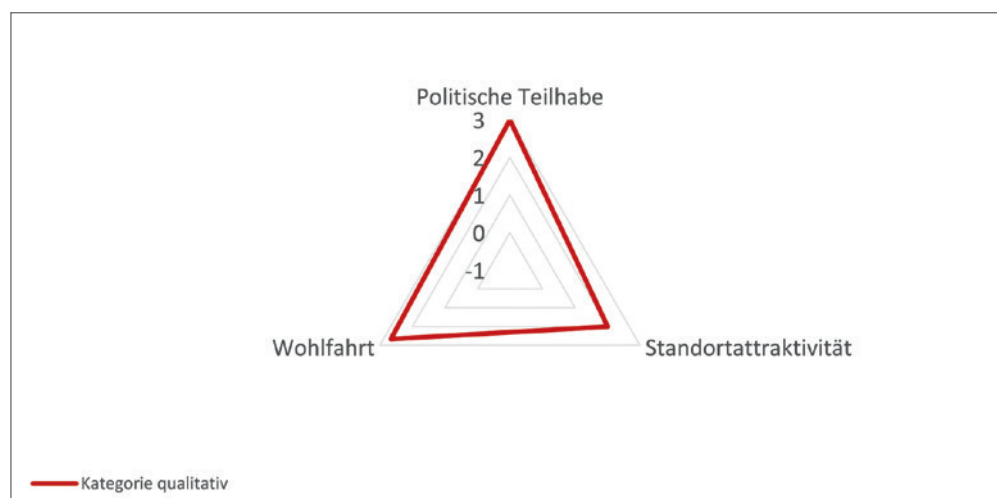 Politische Teilhabe
3
2
1
0
-1
Wohlfahrt
Standortattraktivität
Kategorie qualitativ